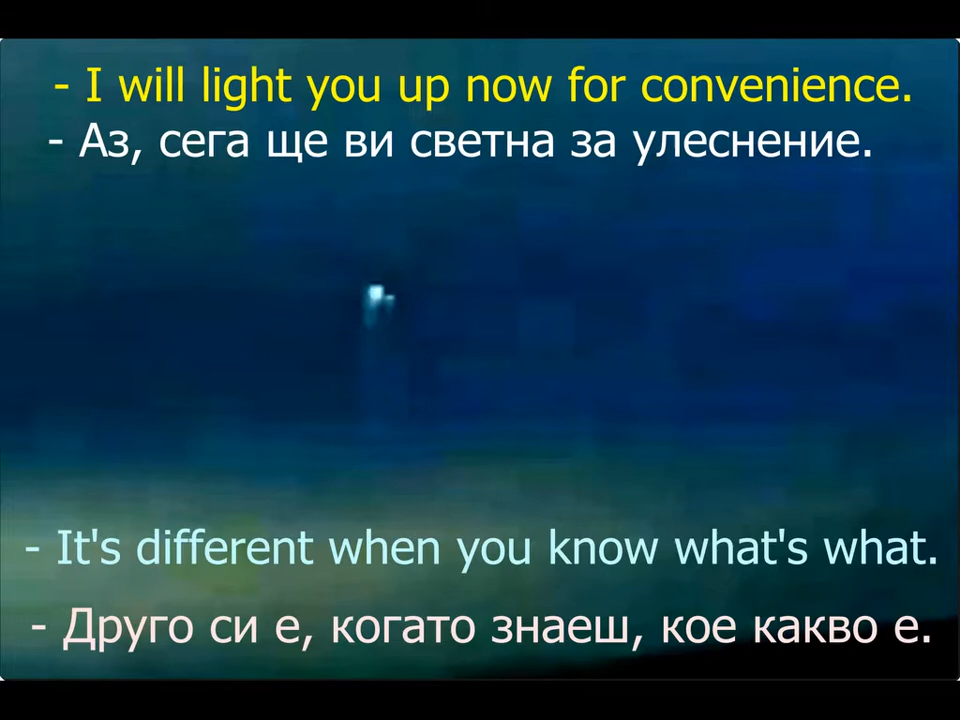 - I will light you up now for convenience.
- Аз, сега ще ви светна за улеснение.
- It's different when you know what's what.
- Друго си е, когато знаеш, кое какво е.